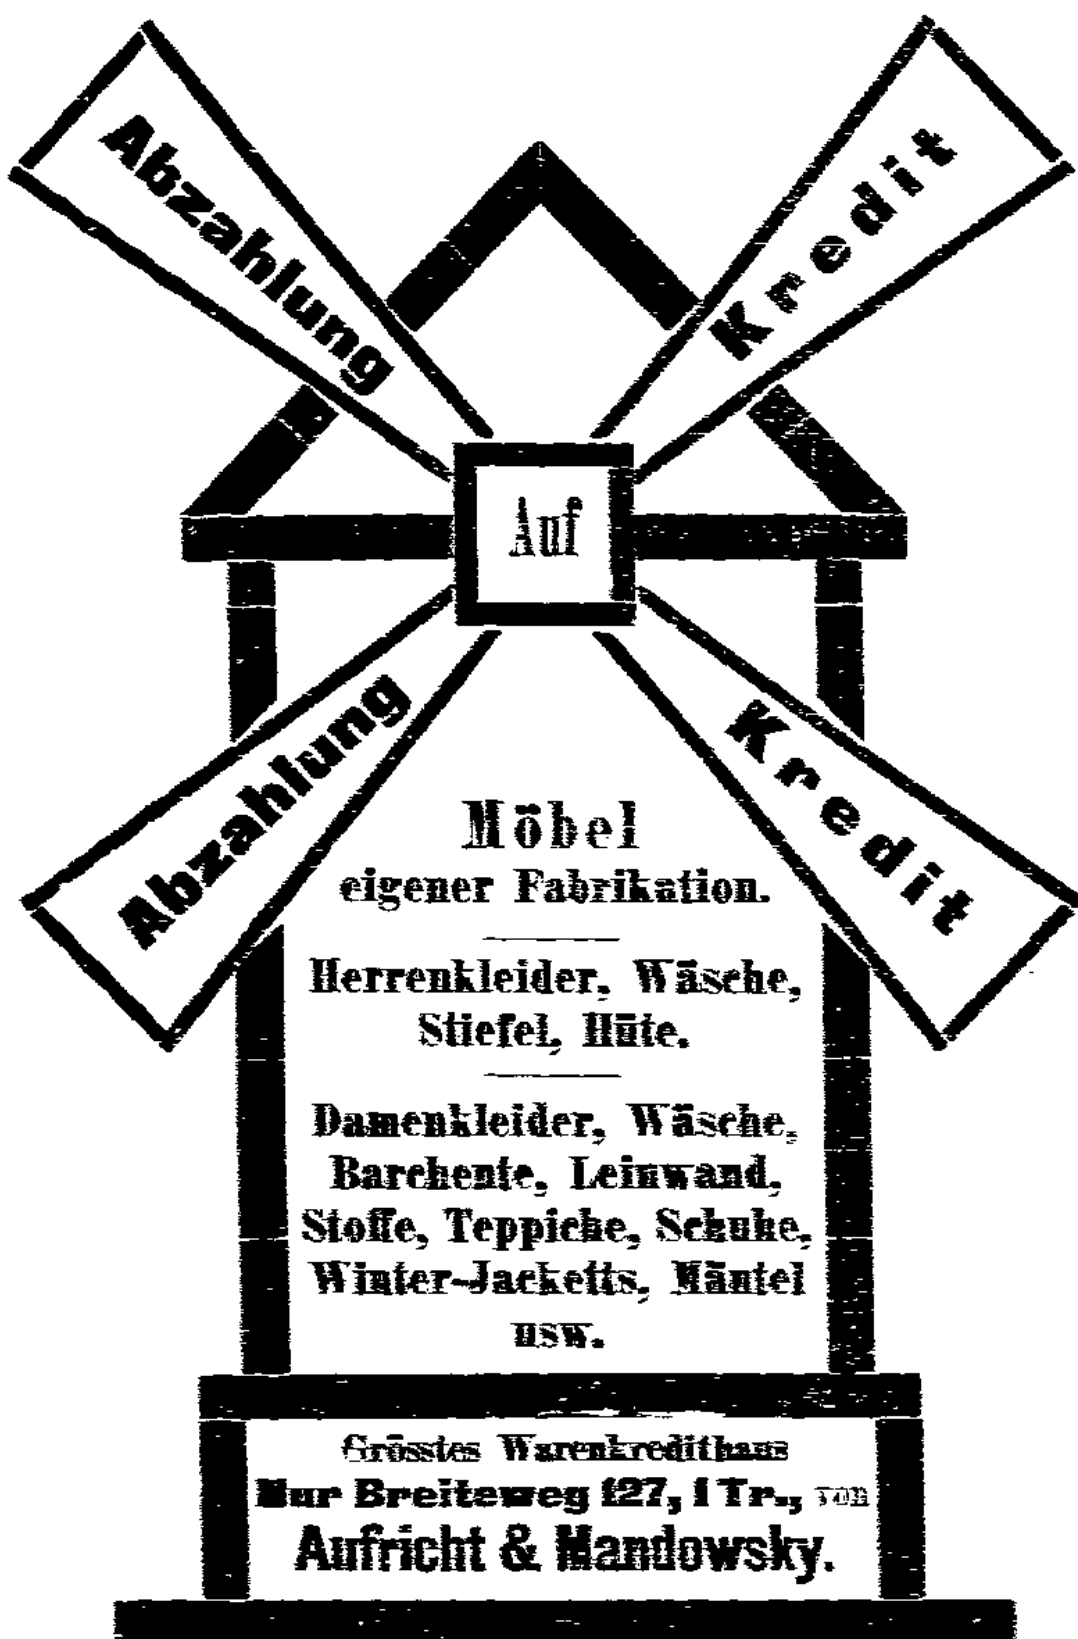 Abzahlung
Kredit
Auf
Abzahlung
Kredit
Möbel
eigener Fabrikation.
Herrenkleider, Wäsche,
Stiefel, Hüte.
Damenkleider, Wäsche,
Barchente, Leinwand,
Stoffe, Teppiche, Schuhe,
Winter-Jacketts, Mäntel
usw.
Grösstes Warenkredithaus
Nur Breiteweg 127, 1 Tr., von
Aufricht & Mandowsky.